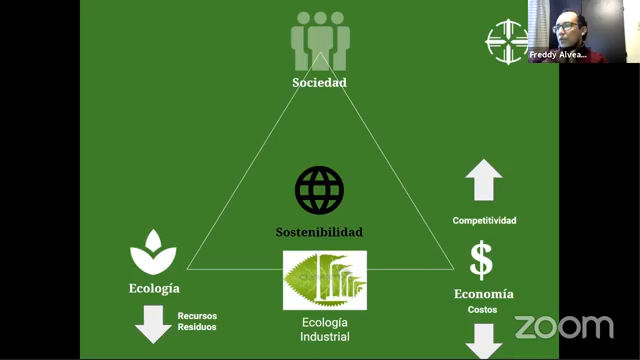 Freddy Alvea...
Sociedad
Competitividad
Sostenibilidad
Ecología
Economía
Costos
Recursos
Residuos
Ecología
Industrial
zoom